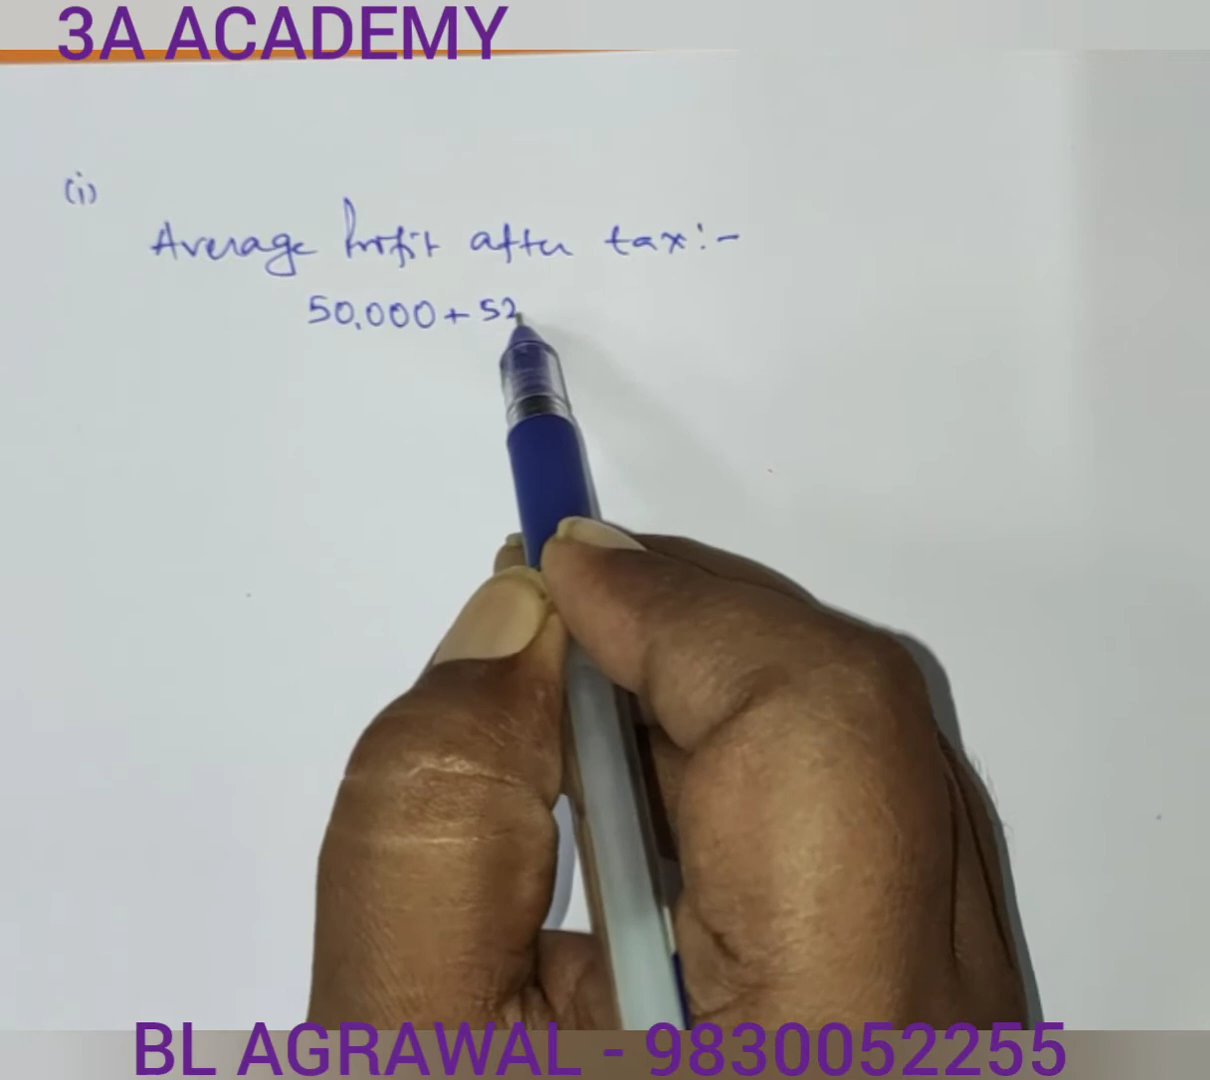 3A ACADEMY
(i)
Average Profit after tax:-
50,000 + 52
BL AGRAWAL - 9830052255